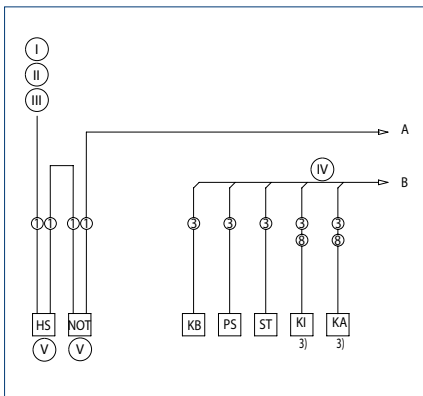 I
II
III
A
IV
B
1 1 1 1 3 3 3 3 3
8 8
HS NOT KB PS ST KI KA
V V 3) 3)